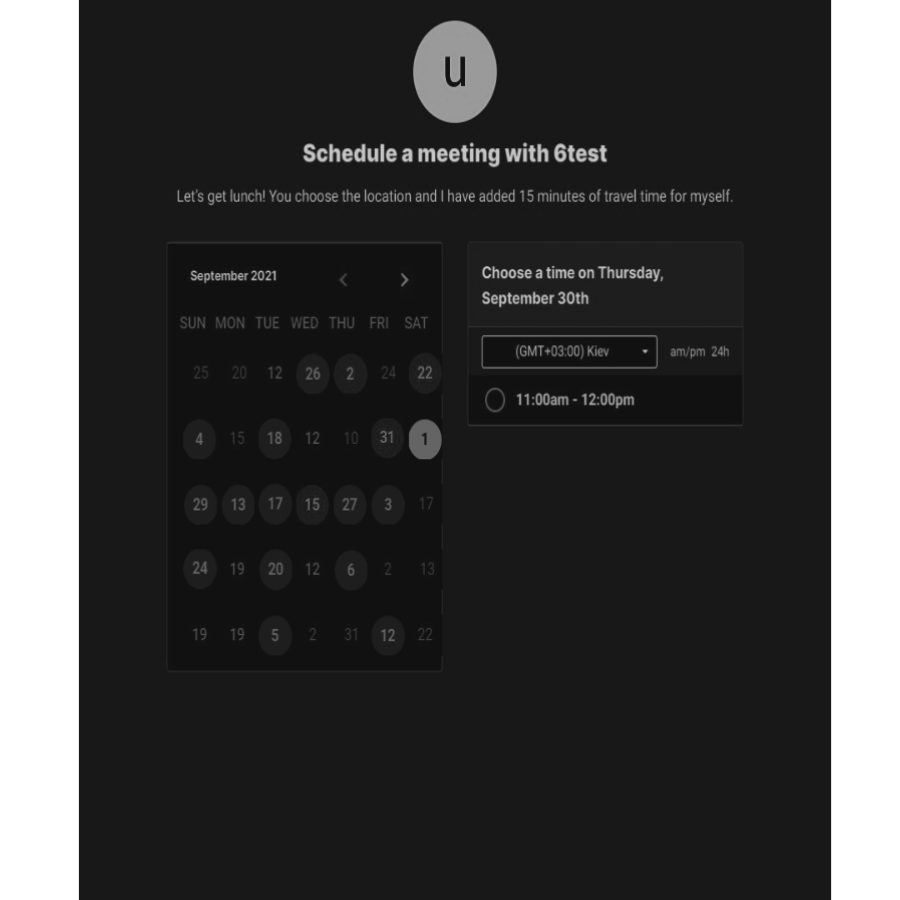 u
Schedule a meeting with 6test
Let's get lunch! You choose the location and I have added 15 minutes of travel time for myself.
September 2021
SUN MON TUE WED THU FRI SAT
25 20 12 26 2 24 22
4 15 18 12 10 31 1
29 13 17 15 27 3 17
24 19 20 12 6 2 13
19 19 5 2 31 12 22
Choose a time on Thursday,
September 30th
(GMT+03:00) Kiev am/pm 24h
11:00am - 12:00pm